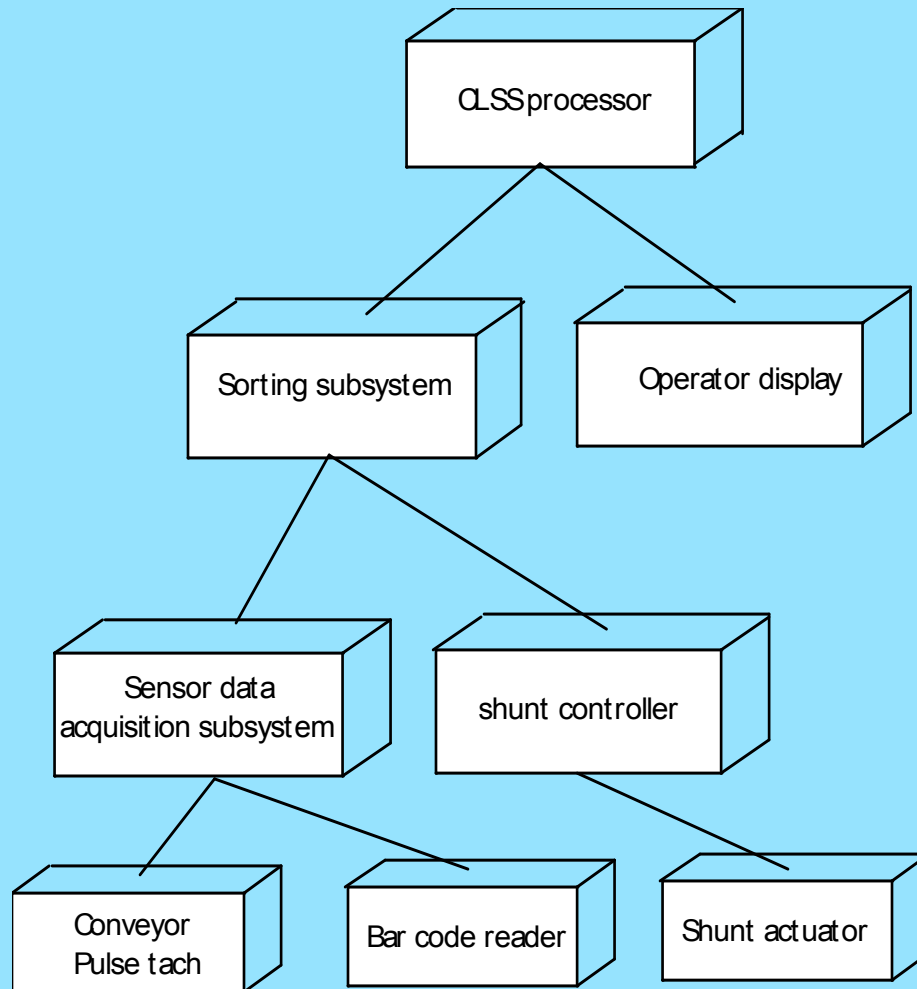 CLSS processor
Sorting subsystem
Operator display
Sensor data
acquisition subsystem
shunt controller
Conveyor
Pulse tach
Bar code reader
Shunt actuator